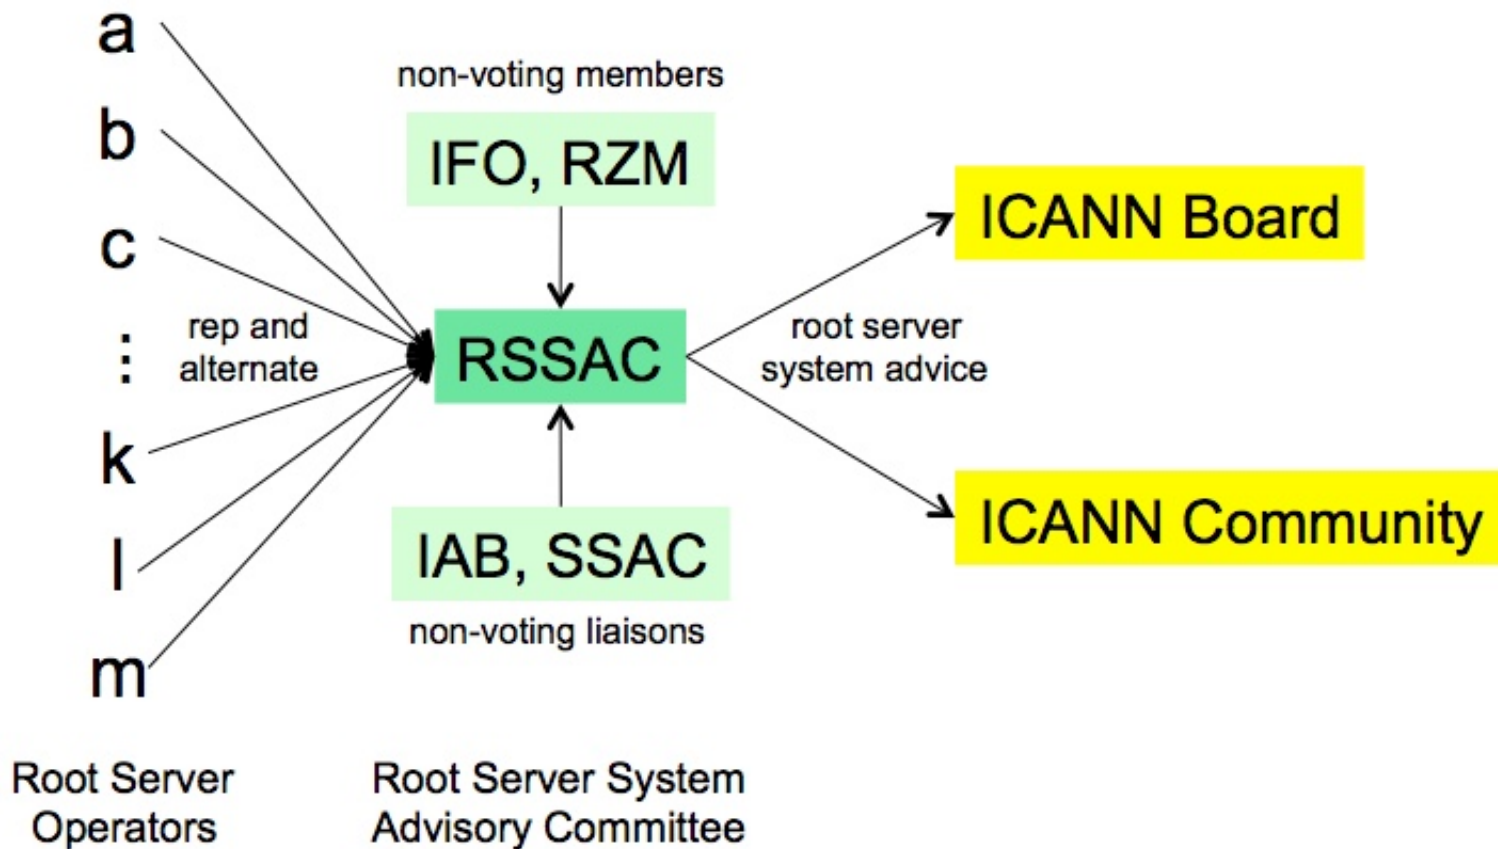 a
b
c
⋮
k
l
m
rep and
alternate
Root Server
Operators
non-voting members
IFO, RZM
RSSAC
IAB, SSAC
non-voting liaisons
Root Server System
Advisory Committee
root server
system advice
ICANN Board
ICANN Community